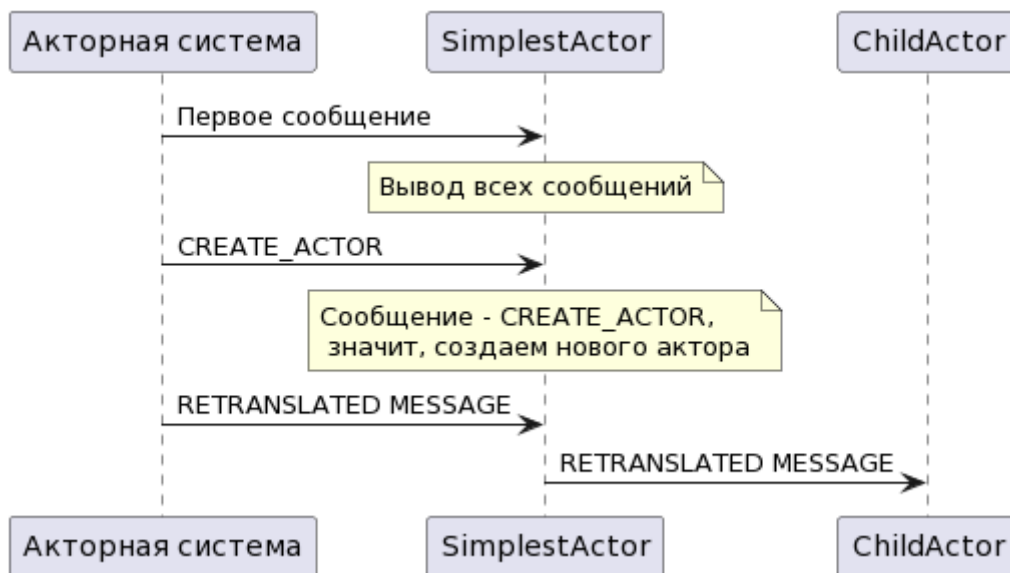 Акторная система
SimplestActor
ChildActor
Первое сообщение
Вывод всех сообщений
CREATE_ACTOR
Сообщение - CREATE_ACTOR,
значит, создаем нового актора
RETRANSLATED MESSAGE
RETRANSLATED MESSAGE
Акторная система
SimplestActor
ChildActor